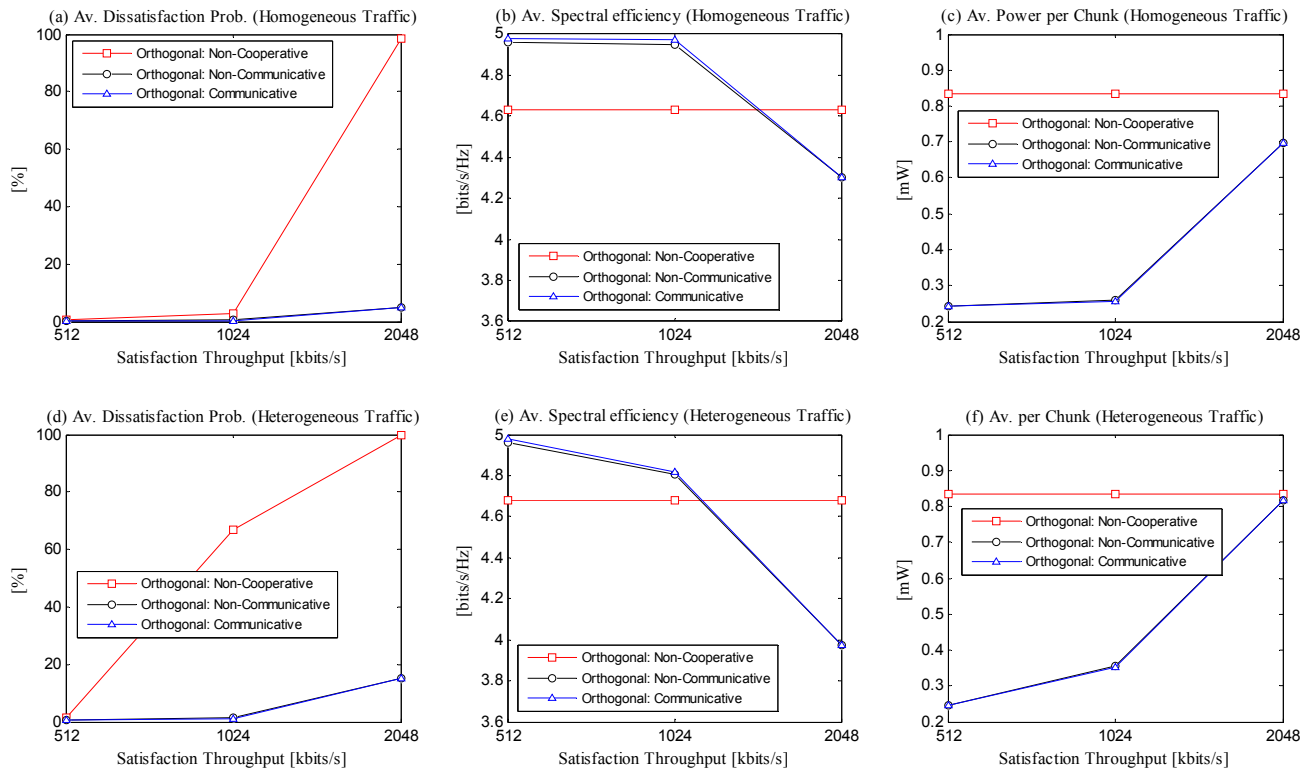 (a) Av. Dissatisfaction Prob. (Homogeneous Traffic)
100
80
60
40
20
0
[%]
Orthogonal: Non-Cooperative
Orthogonal: Non-Communicative
Orthogonal: Communicative
512
1024
2048
Satisfaction Throughput [kbits/s]
(b) Av. Spectral efficiency (Homogeneous Traffic)
5
4.8
4.6
4.4
4.2
4
3.8
3.6
[bits/s/Hz]
Orthogonal: Non-Cooperative
Orthogonal: Non-Communicative
Orthogonal: Communicative
512
1024
2048
Satisfaction Throughput [kbits/s]
(c) Av. Power per Chunk (Homogeneous Traffic)
1
0.9
0.8
0.7
0.6
0.5
0.4
0.3
0.2
[mW]
Orthogonal: Non-Cooperative
Orthogonal: Non-Communicative
Orthogonal: Communicative
512
1024
2048
Satisfaction Throughput [kbits/s]
(d) Av. Dissatisfaction Prob. (Heterogeneous Traffic)
100
80
60
40
20
0
[%]
Orthogonal: Non-Cooperative
Orthogonal: Non-Communicative
Orthogonal: Communicative
512
1024
2048
Satisfaction Throughput [kbits/s]
(e) Av. Spectral efficiency (Heterogeneous Traffic)
5
4.8
4.6
4.4
4.2
4
3.8
3.6
[bits/s/Hz]
Orthogonal: Non-Cooperative
Orthogonal: Non-Communicative
Orthogonal: Communicative
512
1024
2048
Satisfaction Throughput [kbits/s]
(f) Av. per Chunk (Heterogeneous Traffic)
1
0.9
0.8
0.7
0.6
0.5
0.4
0.3
0.2
[mW]
Orthogonal: Non-Cooperative
Orthogonal: Non-Communicative
Orthogonal: Communicative
512
1024
2048
Satisfaction Throughput [kbits/s]